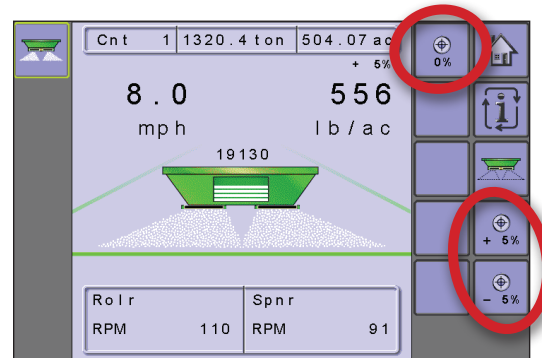 Cnt 1 1320.4 ton 504.07 ac
+ 5%
0%
8.0 556
mph lb/ac
19130
+ 5%
- 5%
Rolr Spnr
RPM 110 RPM 91